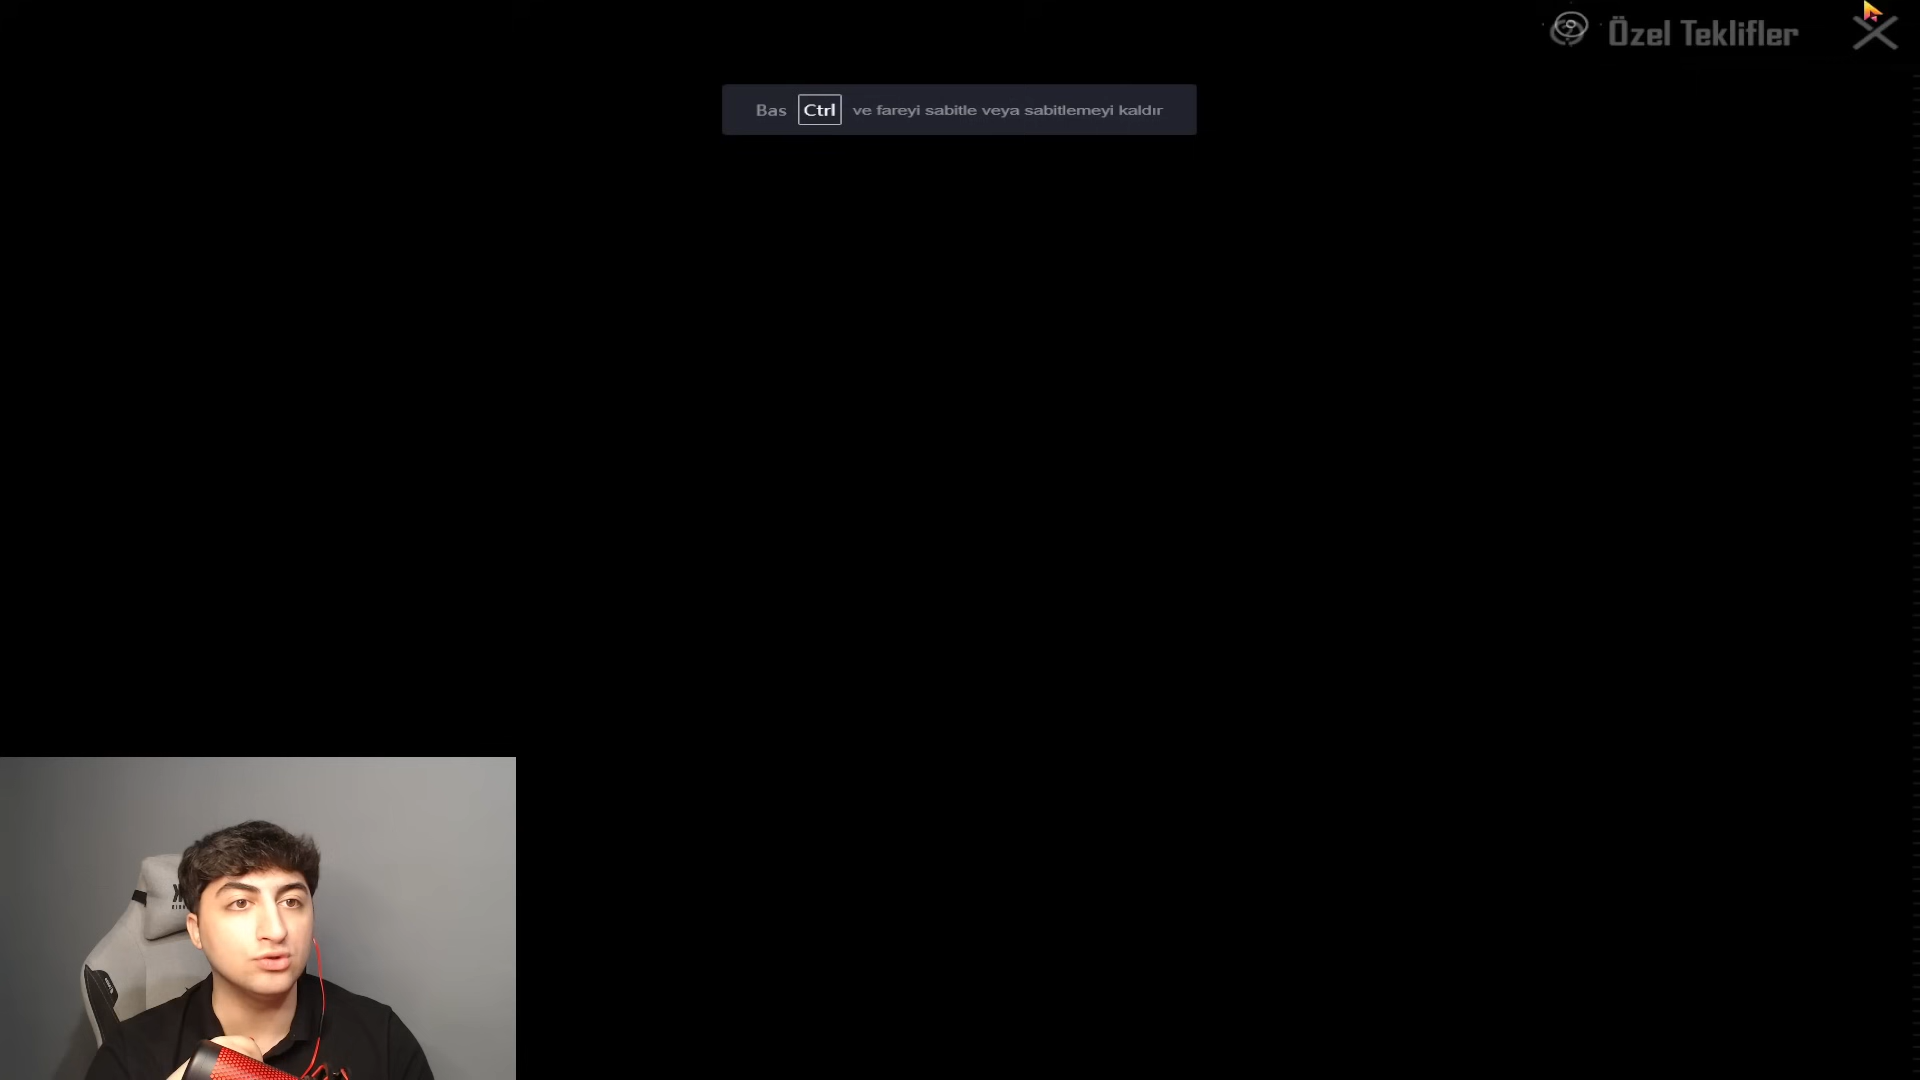 Özel Teklifler
Bas Ctrl ve fareyi sabitle veya sabitlemeyi kaldır